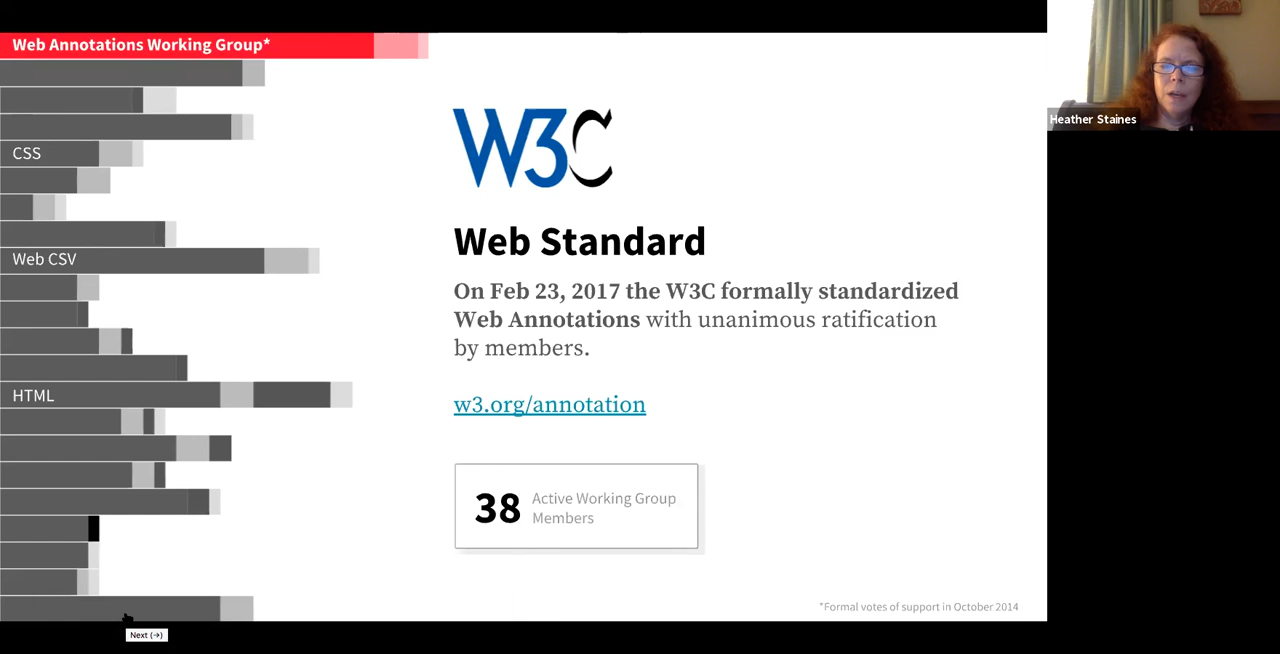 Web Annotations Working Group*
CSS
Web CSV
HTML
W3C
Web Standard
On Feb 23, 2017 the W3C formally standardized
Web Annotations with unanimous ratification
by members.
w3.org/annotation
38
Active Working Group
Members
*Formal votes of support in October 2014
Next (→)
Heather Staines